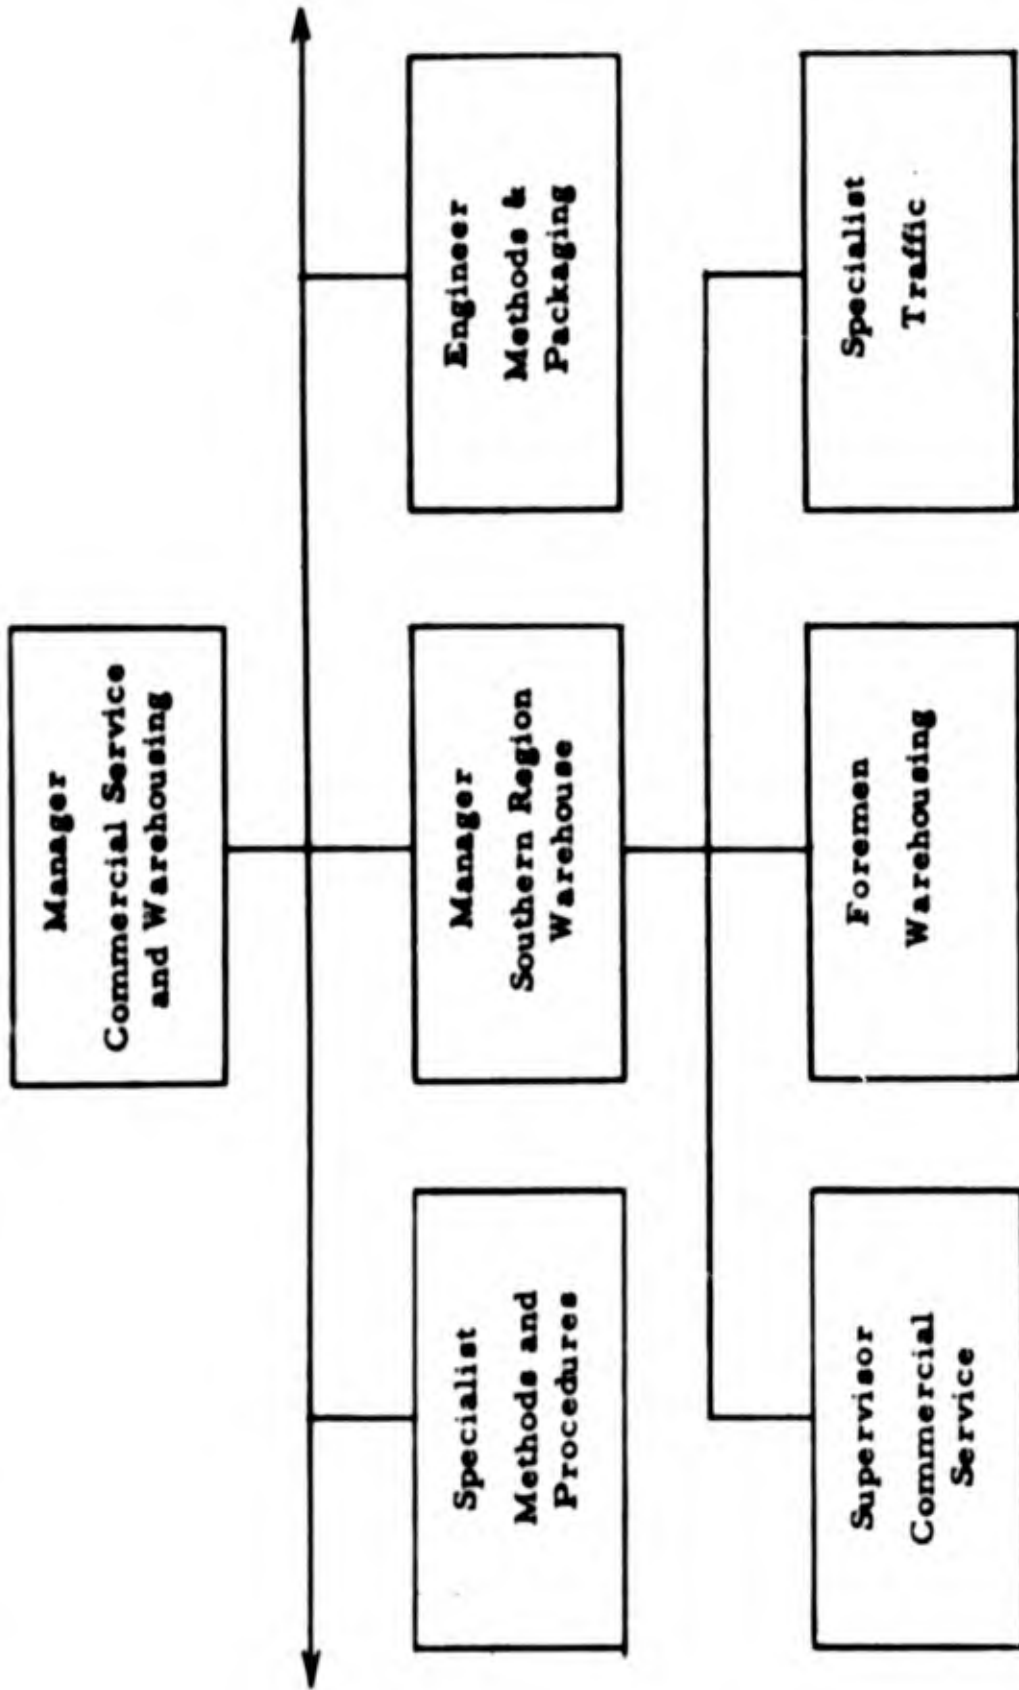 Manager
Commercial Service
and Warehousing
Specialist
Methods and
Procedures
Manager
Southern Region
Warehouse
Engineer
Methods &
Packaging
Supervisor
Commercial
Service
Foremen
Warehousing
Specialist
Traffic